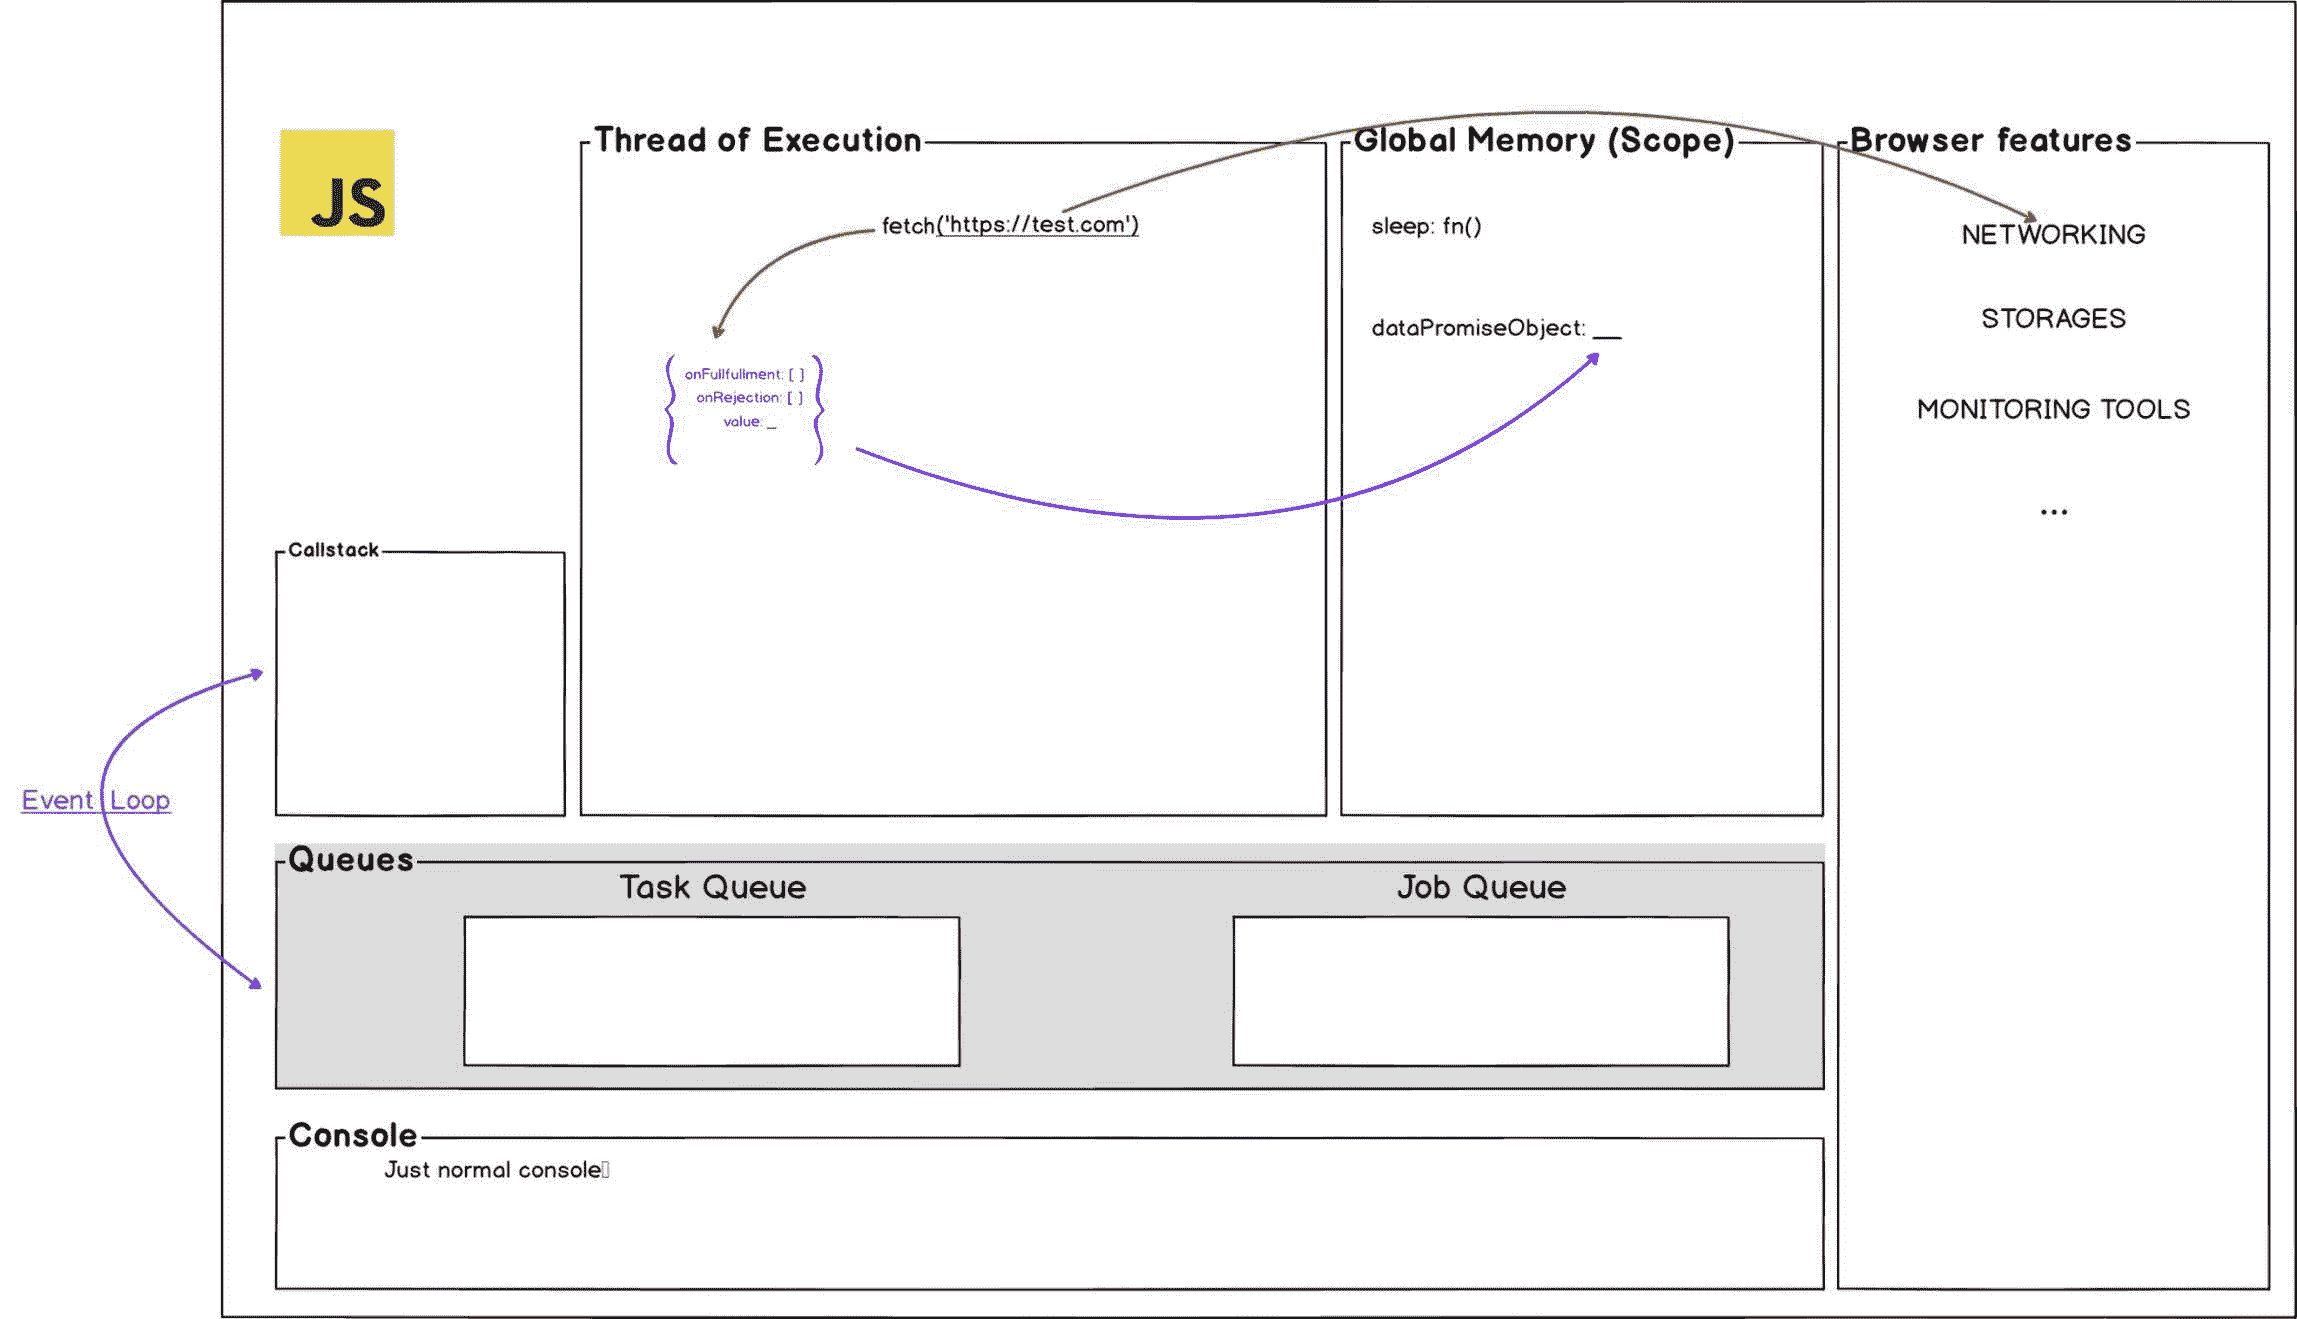 JS
Thread of Execution
fetch('https://test.com')
onFullfullment: [ ]
onRejection: [ ]
value: _
Global Memory (Scope)
sleep: fn()
dataPromiseObject: __
Browser features
NETWORKING
STORAGES
MONITORING TOOLS
...
Callstack
Event Loop
Queues
Task Queue
Job Queue
Console
Just normal console